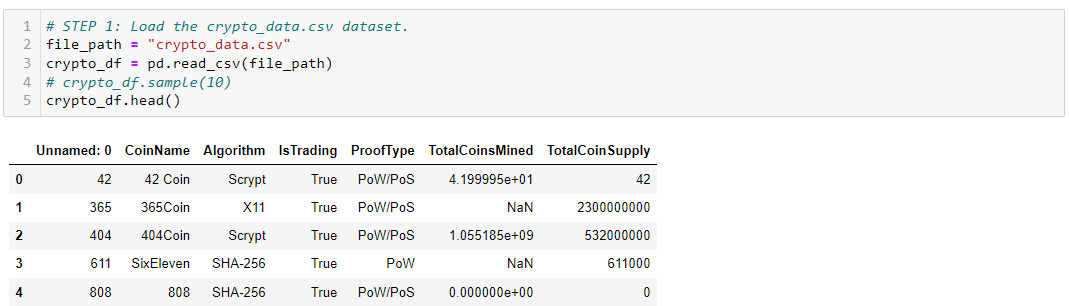 1 # STEP 1: Load the crypto_data.csv dataset.
2 file_path = "crypto_data.csv"
3 crypto_df = pd.read_csv(file_path)
4 # crypto_df.sample(10)
5 crypto_df.head()
Unnamed: 0 CoinName Algorithm IsTrading ProofType TotalCoinsMined TotalCoinSupply
0 42 42 Coin Scrypt True PoW/PoS 4.199995e+01 42
1 365 365Coin X11 True PoW/PoS NaN 2300000000
2 404 404Coin Scrypt True PoW/PoS 1.055185e+09 532000000
3 611 SixEleven SHA-256 True PoW NaN 611000
4 808 808 SHA-256 True PoW/PoS 0.000000e+00 0